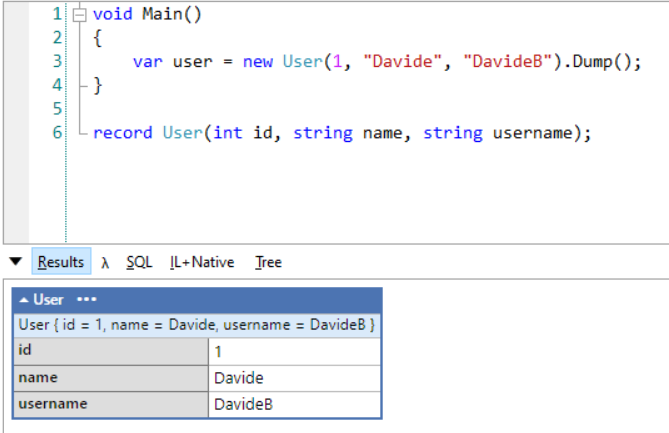 1 void Main()
2 {
3 var user = new User(1, "Davide", "DavideB").Dump();
4 }
5
6 record User(int id, string name, string username);
▼ Results λ SQL IL+Native Tree
▲ User •••
User { id = 1, name = Davide, username = DavideB }
id 1
name Davide
username DavideB